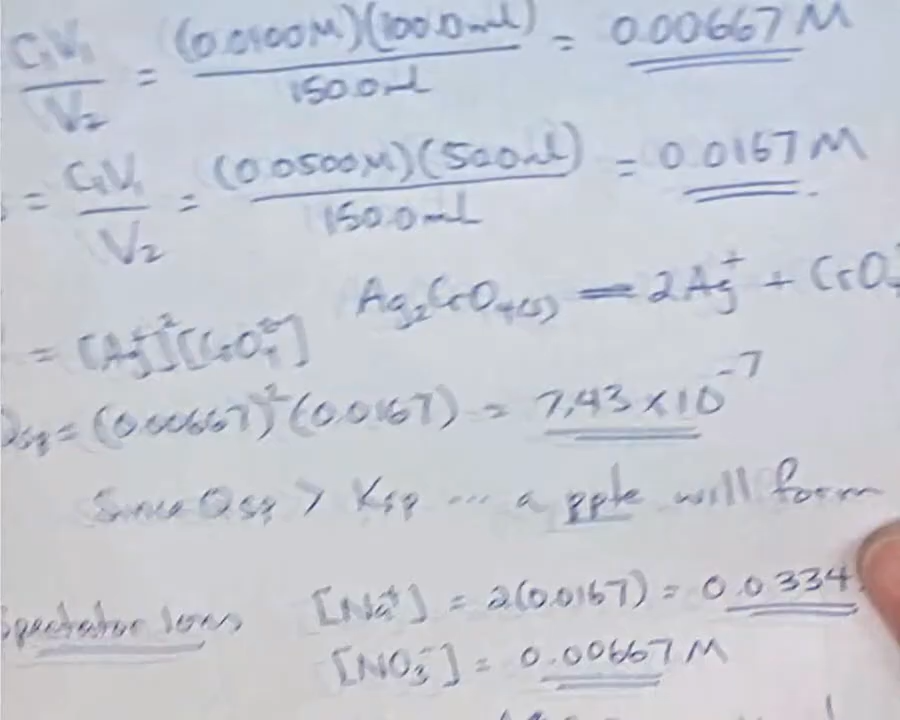 C₁V₁/V₂ = (0.0100M)(100.0mL)/150.0mL = 0.00667 M
= C₁V₁/V₂ = (0.0500M)(50.0mL)/150.0mL = 0.0167 M
Ag₂CrO₄(s) = 2Ag⁺ + CrO₄
= [Ag⁺]²[CrO₄²⁻]
Qsp = (0.00667)²(0.0167) = 7.43 x 10⁻⁷
Since Qsp > Ksp ... a ppte will form
Spectator Ions [Na⁺] = 2(0.0167) = 0.0334
[NO₃⁻] = 0.00667 M